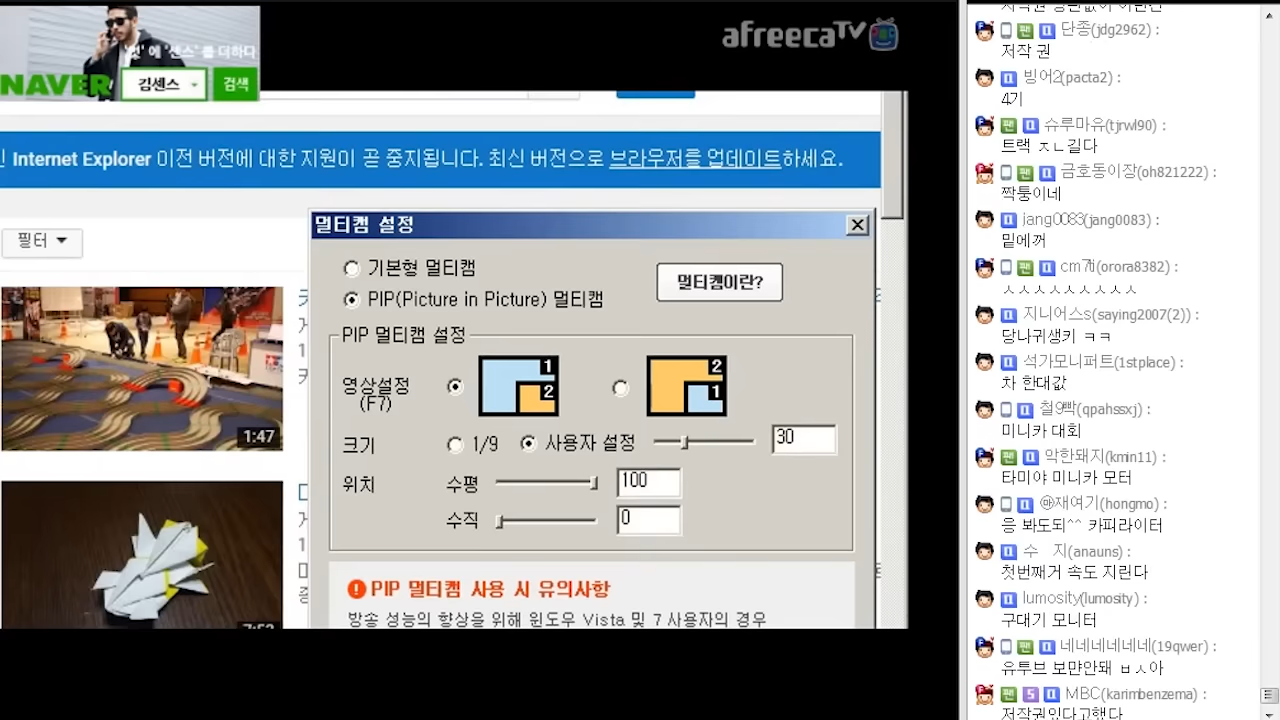 '멋' 에 '센스' 를 더하다
NAVER 김센스 검색
afreecaTV
Internet Explorer 이전 버전에 대한 지원이 곧 중지됩니다. 최신 버전으로 브라우저를 업데이트하세요.
필터
1:47
멀티캠 설정
기본형 멀티캠
PIP(Picture in Picture) 멀티캠
멀티캠이란?
PIP 멀티캠 설정
영상설정
(F7)
1
2
2
1
크기 1/9 사용자 설정 30
위치 수평 100
수직 0
PIP 멀티캠 사용 시 유의사항
방송 성능의 향상을 위해 윈도우 Vista 및 7 사용자의 경우
단종(jdg2962) :
저작 권
빙어2(pacta2) :
4기
슈루마유(tjrwl90) :
트랙 ㅈㄴ길다
금호동이장(oh821222) :
짝퉁이네
jang0083(jang0083) :
밑에꺼
(orora8382) :
ㅅㅅㅅㅅㅅㅅㅅㅅㅅ
지니어스s(saying2007(2)) :
당나귀생키 ㅋㅋ
석가모니퍼트(1stplace) :
차 한대값
철9빡(qpahssxj) :
미니카 대회
악한돼지(kmin11) :
타미야 미니카 모터
재여기(hongmo) :
응 봐도되^^ 카피라이터
수 지(anauns) :
첫번째거 속도 지린다
lumosity(lumosity) :
구대기 모니터
네네네네네네(19qwer) :
유투브 보먄안돼 ㅂㅅ아
MBC(karimbenzema) :
저작권있다고했다